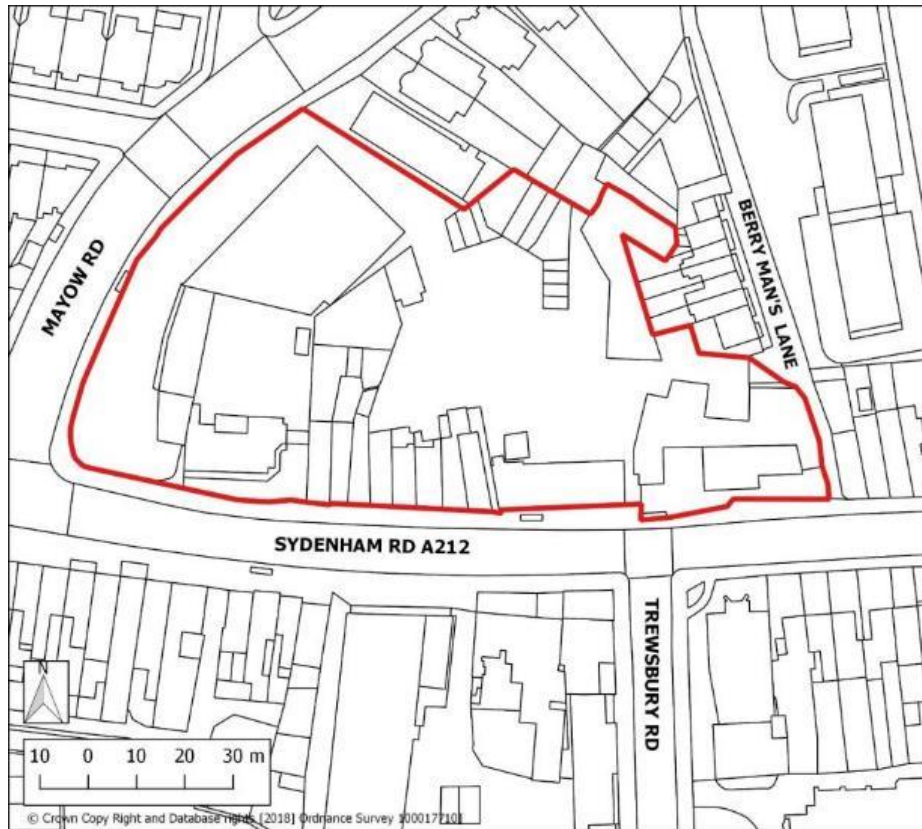 MAYOW RD
BERRY MAN'S LANE
SYDENHAM RD A212
TREWSBURY RD
N
10 0 10 20 30 m
© Crown Copy Right and Database rights [2018] Ordnance Survey